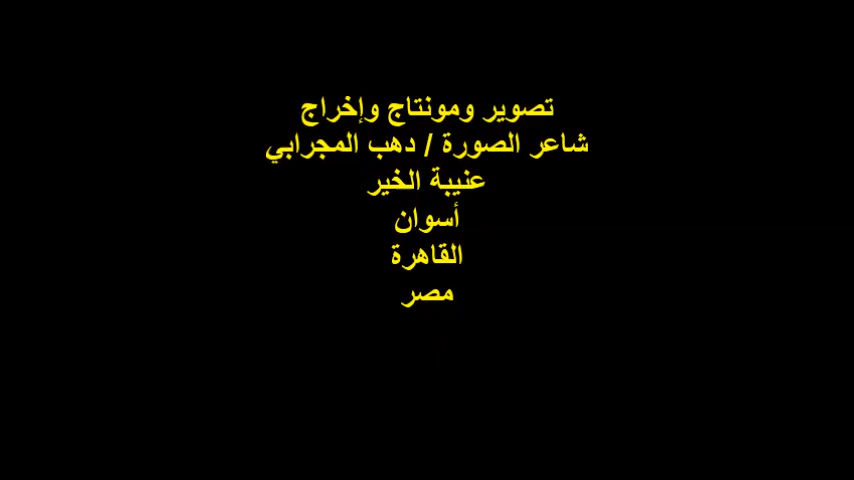 تصوير ومونتاج وإخراج
شاعر الصورة / دهب المجرابي
عنيبة الخير
أسوان
القاهرة
مصر